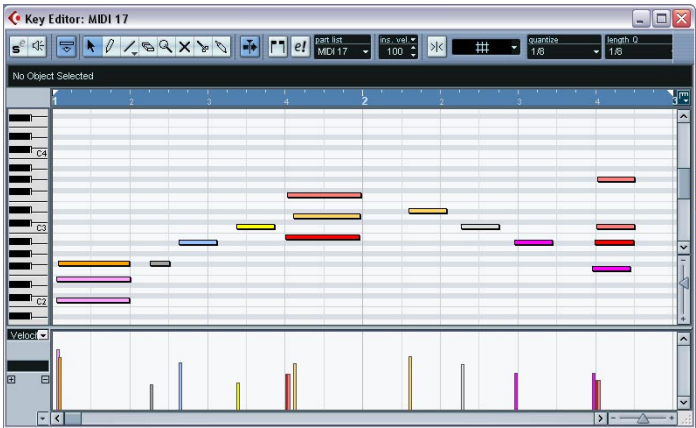 Key Editor: MIDI 17
part list
MIDI 17
ins. vel.
100
quantize
1/8
length Q
1/8
No Object Selected
1 2 3 4 2 2 3 4 3
C4
C3
C2
Veloci